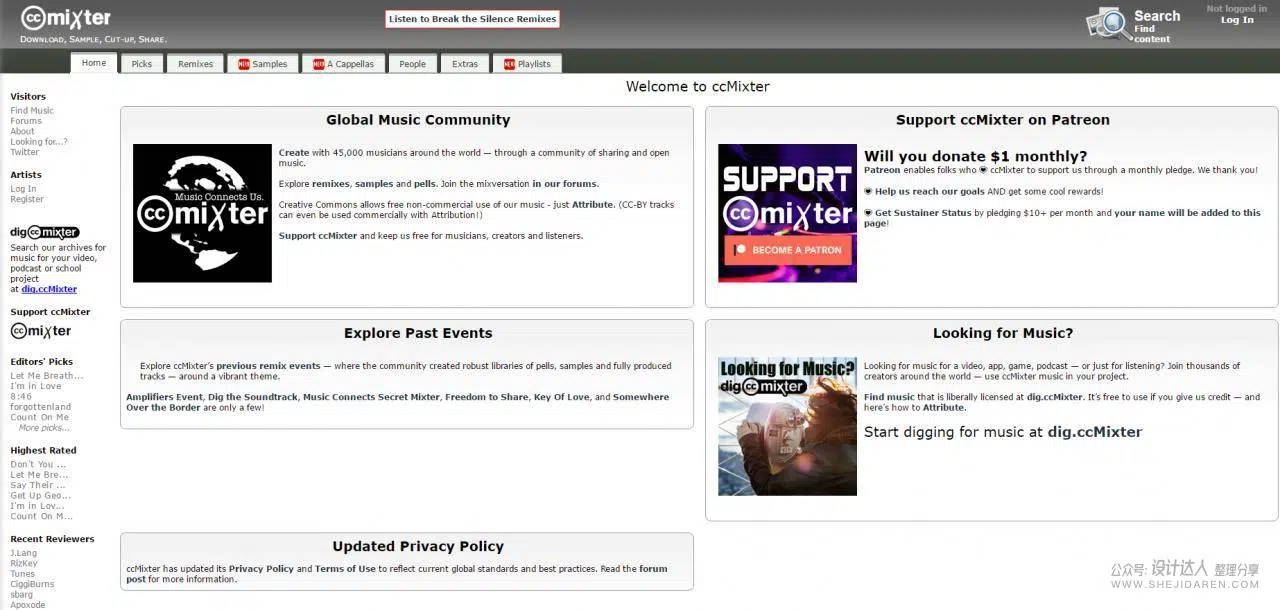 ccmixter
Download, Sample, Cut-up, Share.
Listen to Break the Silence Remixes
Search
Find
content
Not logged in
Log In
Home
Picks
Remixes
NEW Samples
NEW A Cappellas
People
Extras
NEW Playlists
Welcome to ccMixter
Visitors
Find Music
Forums
About
Looking for...?
Twitter
Artists
Log In
Register
dig ccmixter
Search our archives for
music for your video,
podcast or school
project
at dig.ccMixter
Support ccMixter
ccmixter
Editors' Picks
Let Me Breath...
I'm in Love
8:46
forgottenland
Count On Me
More picks...
Highest Rated
Don't You ...
Let Me Bre...
Say Their ...
Get Up Geo...
I'm in Lov...
Count On M...
Recent Reviewers
J.Lang
RizKey
Tunes
CiggiBurns
sbarg
Apoxode
Global Music Community
Music Connects Us.
ccmixter
Create with 45,000 musicians around the world — through a community of sharing and open
music.
Explore remixes, samples and pells. Join the mixversation in our forums.
Creative Commons allows free non-commercial use of our music - just Attribute. (CC-BY tracks
can even be used commercially with Attribution!)
Support ccMixter and keep us free for musicians, creators and listeners.
Support ccMixter on Patreon
SUPPORT
ccmixter
BECOME A PATRON
Will you donate $1 monthly?
Patreon enables folks who ccMixter to support us through a monthly pledge. We thank you!
Help us reach our goals AND get some cool rewards!
Get Sustainer Status by pledging $10+ per month and your name will be added to this
page!
Explore Past Events
Explore ccMixter's previous remix events — where the community created robust libraries of pells, samples and fully produced
tracks — around a vibrant theme.
Amplifiers Event, Dig the Soundtrack, Music Connects Secret Mixter, Freedom to Share, Key Of Love, and Somewhere
Over the Border are only a few!
Looking for Music?
Looking for Music?
dig ccmixter
Looking for music for a video, app, game, podcast — or just for listening? Join thousands of
creators around the world — use ccMixter music in your project.
Find music that is liberally licensed at dig.ccMixter. It's free to use if you give us credit — and
here's how to Attribute.
Start digging for music at dig.ccMixter
Updated Privacy Policy
ccMixter has updated its Privacy Policy and Terms of Use to reflect current global standards and best practices. Read the forum
post for more information.
公众号: 设计达人 整理分享
WWW.SHEJIDAREN.COM